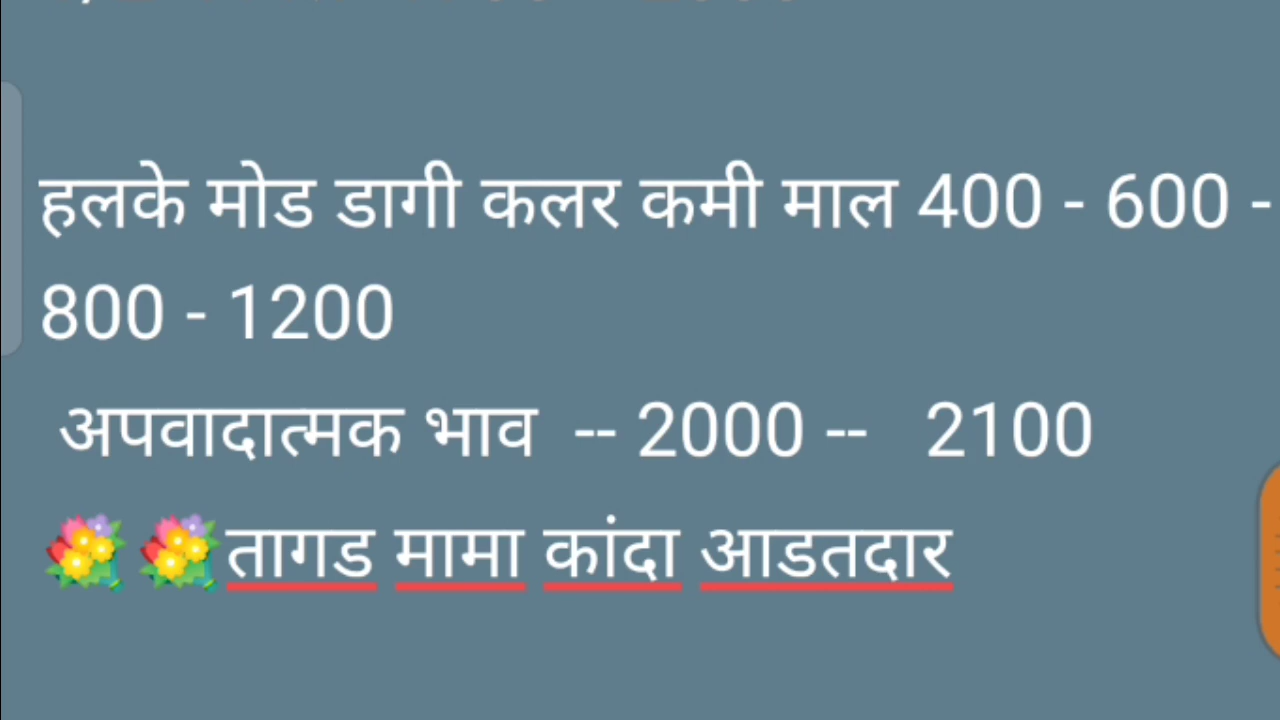 हलके मोड डागी कलर कमी माल 400 - 600 -
800 - 1200
अपवादात्मक भाव -- 2000 -- 2100
💐 💐तागड मामा कांदा आडतदार